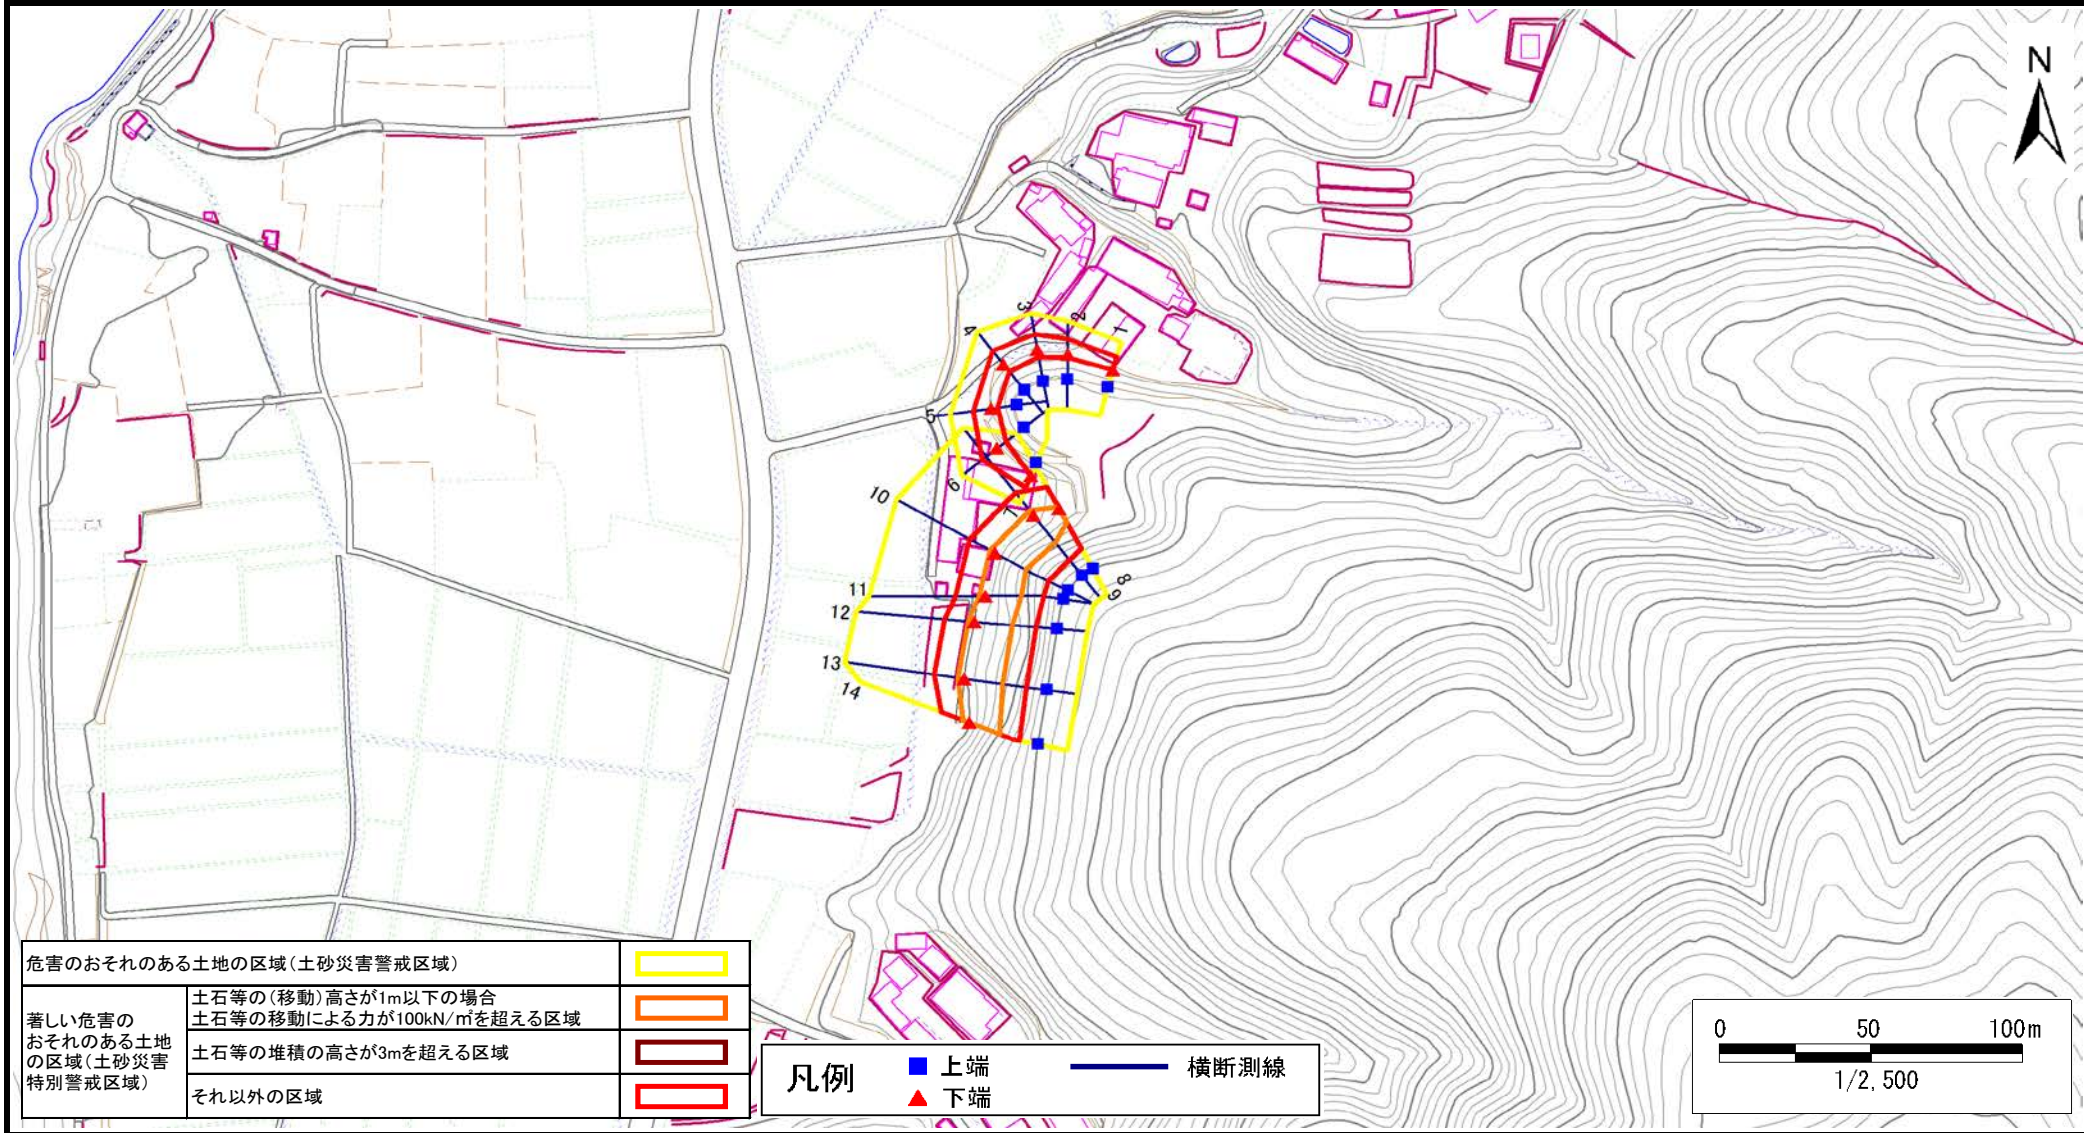 N
3
2
1
4
5
6
7
10
8
9
11
12
13
14
危害のおそれのある土地の区域(土砂災害警戒区域)
著しい危害の
おそれのある土地
の区域(土砂災害
特別警戒区域)
土石等の(移動)高さが1m以下の場合
土石等の移動による力が100kN/㎡を超える区域
土石等の堆積の高さが3mを超える区域
それ以外の区域
凡例
上端
下端
横断測線
0 50 100m
1/2,500